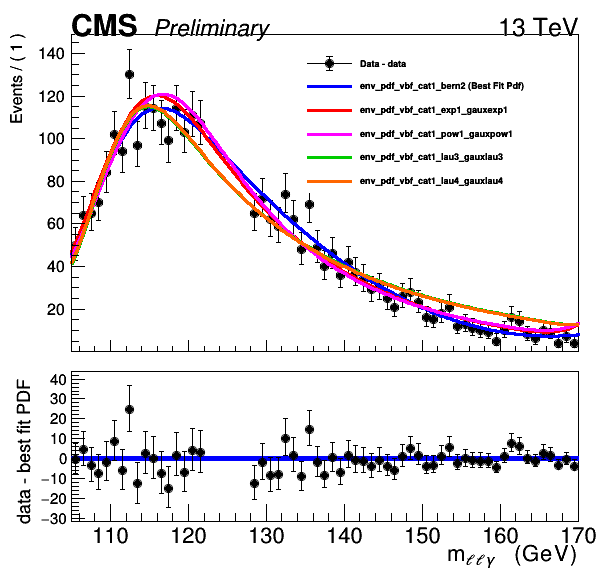 CMS Preliminary 13 TeV
Events / ( 1 )
140
120
100
80
60
40
20
Data - data
env_pdf_vbf_cat1_bern2 (Best Fit Pdf)
env_pdf_vbf_cat1_exp1_gauxexp1
env_pdf_vbf_cat1_pow1_gauxpow1
env_pdf_vbf_cat1_lau3_gauxlau3
env_pdf_vbf_cat1_lau4_gauxlau4
data - best fit PDF
40
30
20
10
0
−10
−20
−30
110 120 130 140 150 160 170
mℓℓγ (GeV)